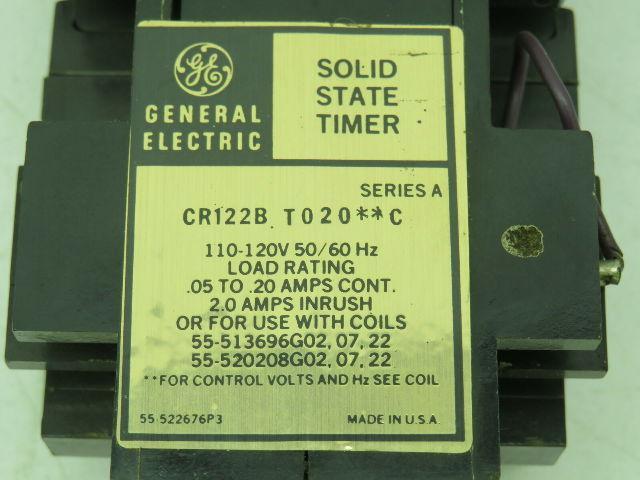 GE
GENERAL
ELECTRIC
SOLID
STATE
TIMER
SERIES A
CR122B T020**C
110-120V 50/60 Hz
LOAD RATING
.05 TO .20 AMPS CONT.
2.0 AMPS INRUSH
OR FOR USE WITH COILS
55-513696G02, 07, 22
55-520208G02, 07, 22
**FOR CONTROL VOLTS AND Hz SEE COIL
55-522676P3 MADE IN U.S.A.